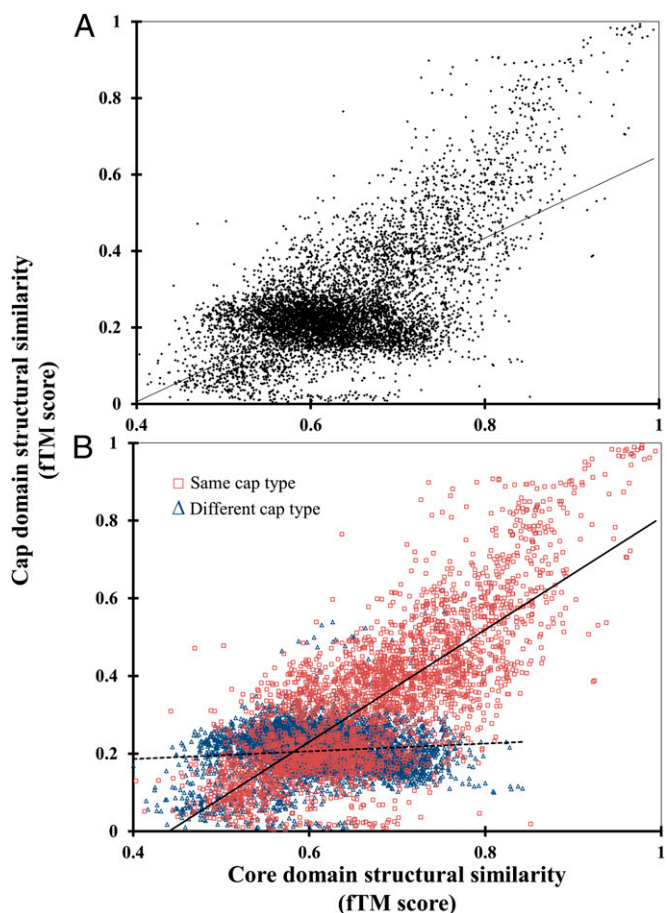 A
1
0.8
0.6
0.4
0.2
0
0.4
0.6
0.8
1
Cap domain structural similarity
(fTM score)
B
1
0.8
0.6
0.4
0.2
0
Same cap type
Different cap type
0.4
0.6
0.8
1
Core domain structural similarity
(fTM score)